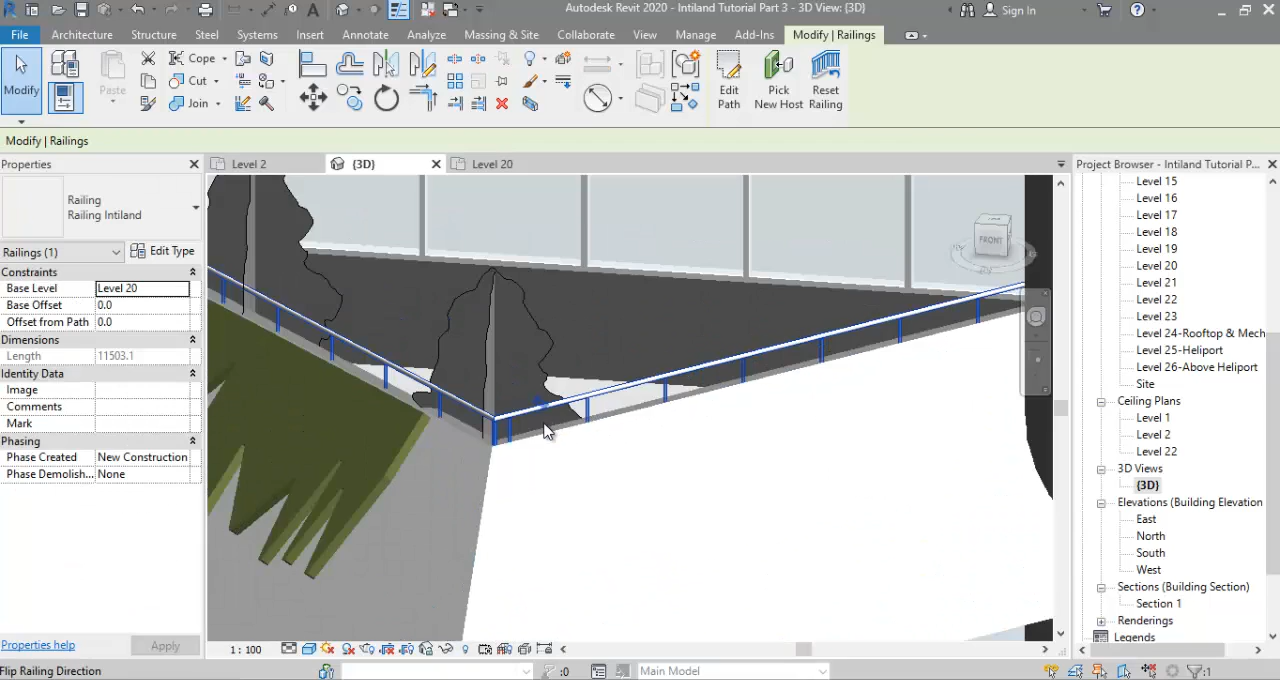 Autodesk Revit 2020 - Intiland Tutorial Part 3 - 3D View: {3D}
Sign In
File Architecture Structure Steel Systems Insert Annotate Analyze Massing & Site Collaborate View Manage Add-Ins Modify | Railings
Modify
Paste
Cope
Cut
Join
Edit Path
Pick New Host
Reset Railing
Modify | Railings
Properties
Level 2
{3D}
Level 20
Project Browser - Intiland Tutorial P...
Railing
Railing Intiland
Railings (1)
Edit Type
Constraints
Base Level Level 20
Base Offset 0.0
Offset from Path 0.0
Dimensions
Length 11503.1
Identity Data
Image
Comments
Mark
Phasing
Phase Created New Construction
Phase Demolish... None
Properties help
Apply
FRONT
Level 15
Level 16
Level 17
Level 18
Level 19
Level 20
Level 21
Level 22
Level 23
Level 24-Rooftop & Mech
Level 25-Heliport
Level 26-Above Heliport
Site
Ceiling Plans
Level 1
Level 2
Level 22
3D Views
{3D}
Elevations (Building Elevation
East
North
South
West
Sections (Building Section)
Section 1
Renderings
Legends
1 : 100
Flip Railing Direction
:0
Main Model
:1